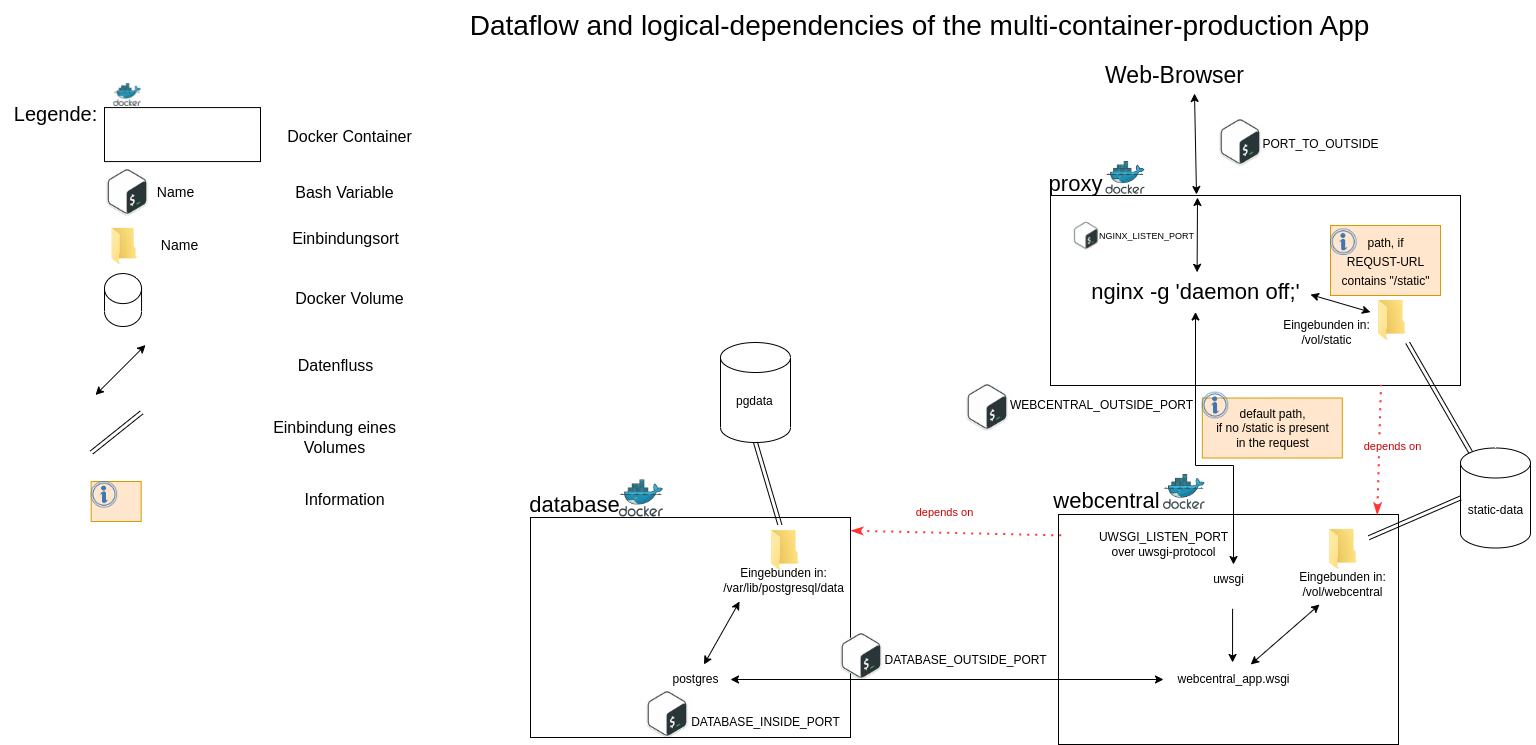 Dataflow and logical-dependencies of the multi-container-production App
Legende:
docker
Docker Container
$_
Name
Bash Variable
Name
Einbindungsort
Docker Volume
Datenfluss
Einbindung eines
Volumes
i
Information
Web-Browser
$_
PORT_TO_OUTSIDE
proxy
docker
$_
NGINX_LISTEN_PORT
i
path, if
REQUST-URL
contains "/static"
nginx -g 'daemon off;'
Eingebunden in:
/vol/static
$_
WEBCENTRAL_OUTSIDE_PORT
i
default path,
if no /static is present
in the request
depends on
static-data
pgdata
database
docker
depends on
webcentral
docker
Eingebunden in:
/var/lib/postgresql/data
postgres
$_
DATABASE_INSIDE_PORT
$_
DATABASE_OUTSIDE_PORT
UWSGI_LISTEN_PORT
over uwsgi-protocol
uwsgi
Eingebunden in:
/vol/webcentral
webcentral_app.wsgi